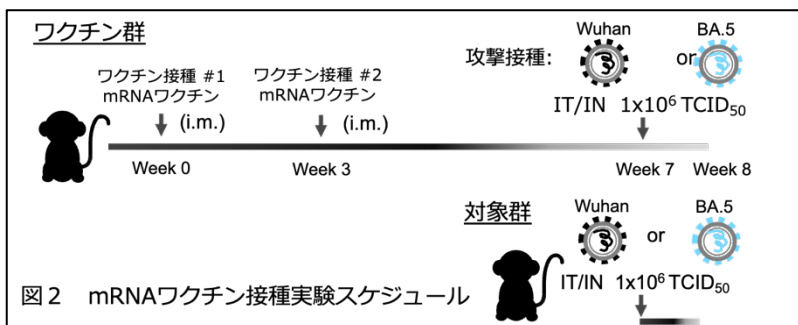 ワクチン群
ワクチン接種 #1
mRNAワクチン
(i.m.)
ワクチン接種 #2
mRNAワクチン
(i.m.)
攻撃接種:
Wuhan
or
BA.5
IT/IN 1x10⁶ TCID₅₀
Week 0
Week 3
Week 7
Week 8
対象群
Wuhan
or
BA.5
IT/IN 1x10⁶ TCID₅₀
図2 mRNAワクチン接種実験スケジュール